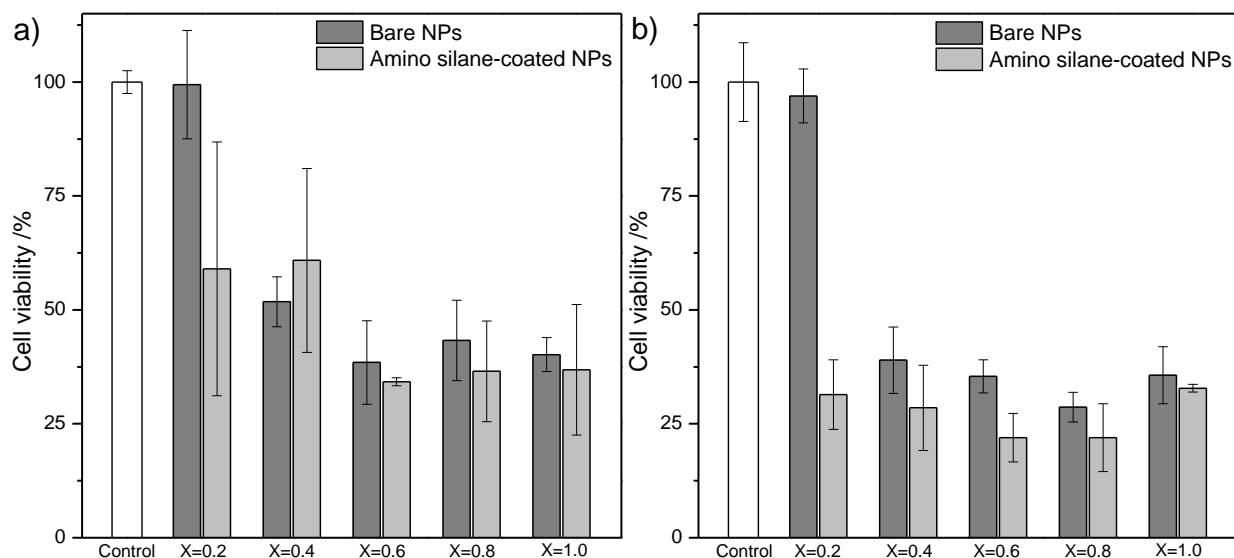 a)
Bare NPs
Amino silane-coated NPs
100
75
50
25
0
Cell viability /%
Control X=0.2 X=0.4 X=0.6 X=0.8 X=1.0
b)
Bare NPs
Amino silane-coated NPs
100
75
50
25
0
Cell viability /%
Control X=0.2 X=0.4 X=0.6 X=0.8 X=1.0